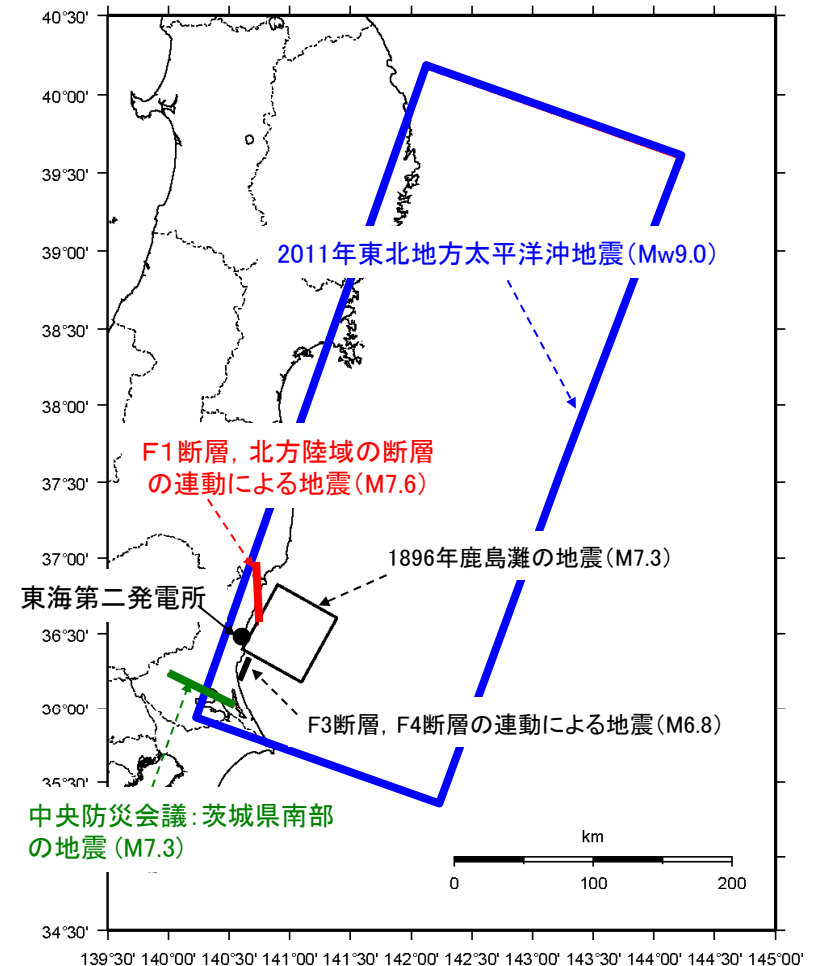 40°30'
40°00'
39°30'
39°00'
2011年東北地方太平洋沖地震(Mw9.0)
38°30'
38°00'
F1断層, 北方陸域の断層
の連動による地震(M7.6)
37°30'
37°00'
1896年鹿島灘の地震(M7.3)
東海第二発電所
36°30'
36°00'
F3断層, F4断層の連動による地震(M6.8)
35°30'
中央防災会議:茨城県南部
の地震 (M7.3)
km
0 100 200
34°30'
139°30' 140°00' 140°30' 141°00' 141°30' 142°00' 142°30' 143°00' 143°30' 144°00' 144°30' 145°00'